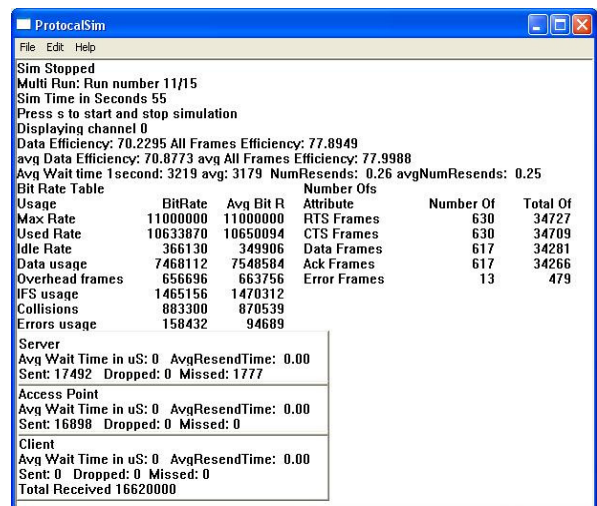 ProtocalSim
File Edit Help
Sim Stopped
Multi Run: Run number 11/15
Sim Time in Seconds 55
Press s to start and stop simulation
Displaying channel 0
Data Efficiency: 70.2295 All Frames Efficiency: 77.8949
avg Data Efficiency: 70.8773 avg All Frames Efficiency: 77.9988
Avg Wait time 1second: 3219 avg: 3179 NumResends: 0.26 avgNumResends: 0.25
Bit Rate Table Number Ofs
Usage BitRate Avg Bit R Attribute Number Of Total Of
Max Rate 11000000 11000000 RTS Frames 630 34727
Used Rate 10633870 10650094 CTS Frames 630 34709
Idle Rate 366130 349906 Data Frames 617 34281
Data usage 7468112 7548584 Ack Frames 617 34266
Overhead frames 656696 663756 Error Frames 13 479
IFS usage 1465156 1470312
Collisions 883300 870539
Errors usage 158432 94689
Server
Avg Wait Time in uS: 0 AvgResendTime: 0.00
Sent: 17492 Dropped: 0 Missed: 1777
Access Point
Avg Wait Time in uS: 0 AvgResendTime: 0.00
Sent: 16898 Dropped: 0 Missed: 0
Client
Avg Wait Time in uS: 0 AvgResendTime: 0.00
Sent: 0 Dropped: 0 Missed: 0
Total Received 16620000